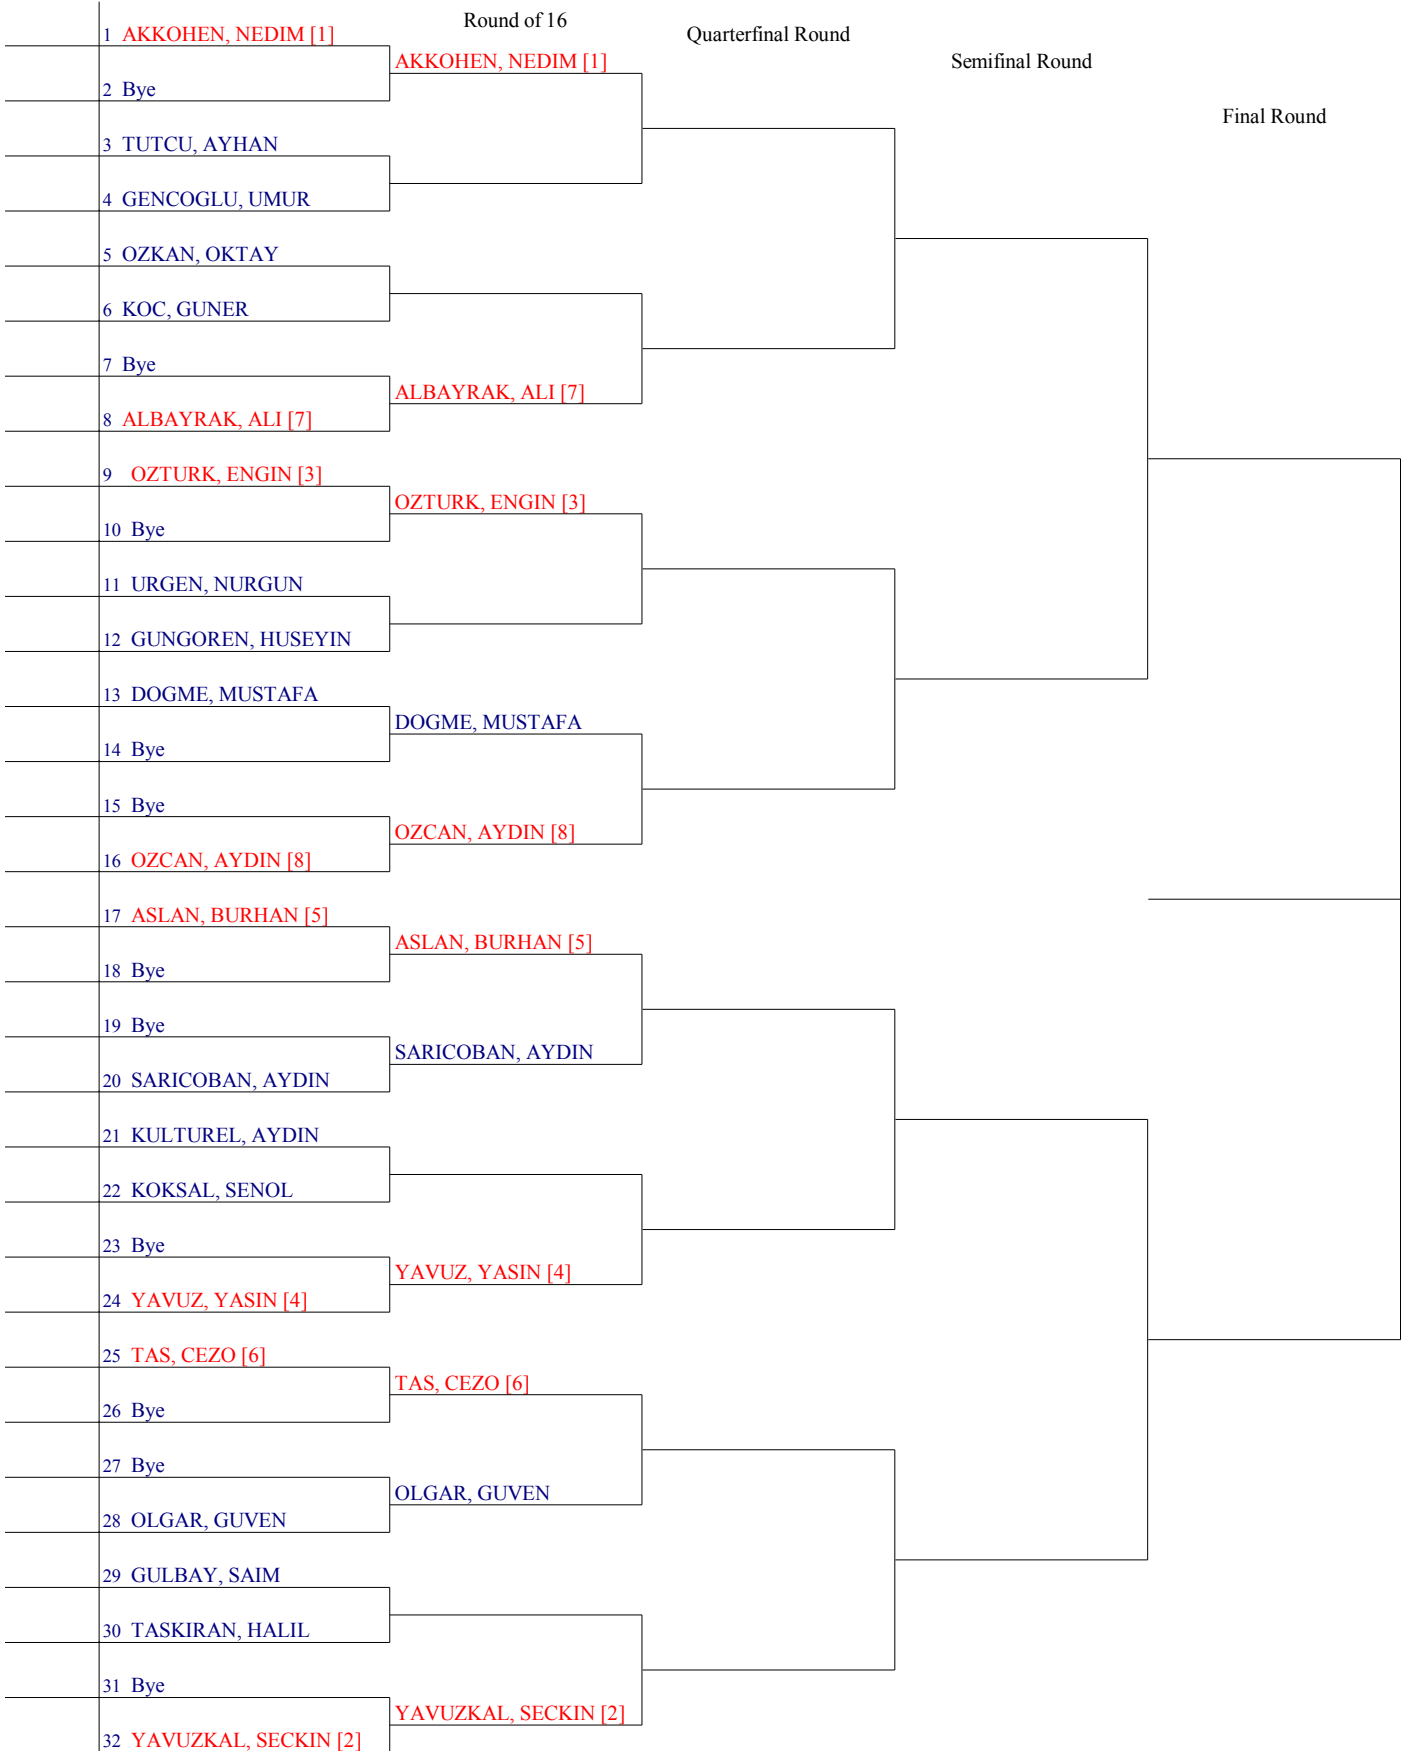 Round of 16
Quarterfinal Round
Semifinal Round
Final Round
1 AKKOHEN, NEDIM [1]
AKKOHEN, NEDIM [1]
2 Bye
3 TUTCU, AYHAN
4 GENCOGLU, UMUR
5 OZKAN, OKTAY
6 KOC, GUNER
7 Bye
ALBAYRAK, ALI [7]
8 ALBAYRAK, ALI [7]
9 OZTURK, ENGIN [3]
OZTURK, ENGIN [3]
10 Bye
11 URGEN, NURGUN
12 GUNGOREN, HUSEYIN
13 DOGME, MUSTAFA
DOGME, MUSTAFA
14 Bye
15 Bye
OZCAN, AYDIN [8]
16 OZCAN, AYDIN [8]
17 ASLAN, BURHAN [5]
ASLAN, BURHAN [5]
18 Bye
19 Bye
SARICOBAN, AYDIN
20 SARICOBAN, AYDIN
21 KULTUREL, AYDIN
22 KOKSAL, SENOL
23 Bye
YAVUZ, YASIN [4]
24 YAVUZ, YASIN [4]
25 TAS, CEZO [6]
TAS, CEZO [6]
26 Bye
27 Bye
OLGAR, GUVEN
28 OLGAR, GUVEN
29 GULBAY, SAIM
30 TASKIRAN, HALIL
31 Bye
YAVUZKAL, SECKIN [2]
32 YAVUZKAL, SECKIN [2]